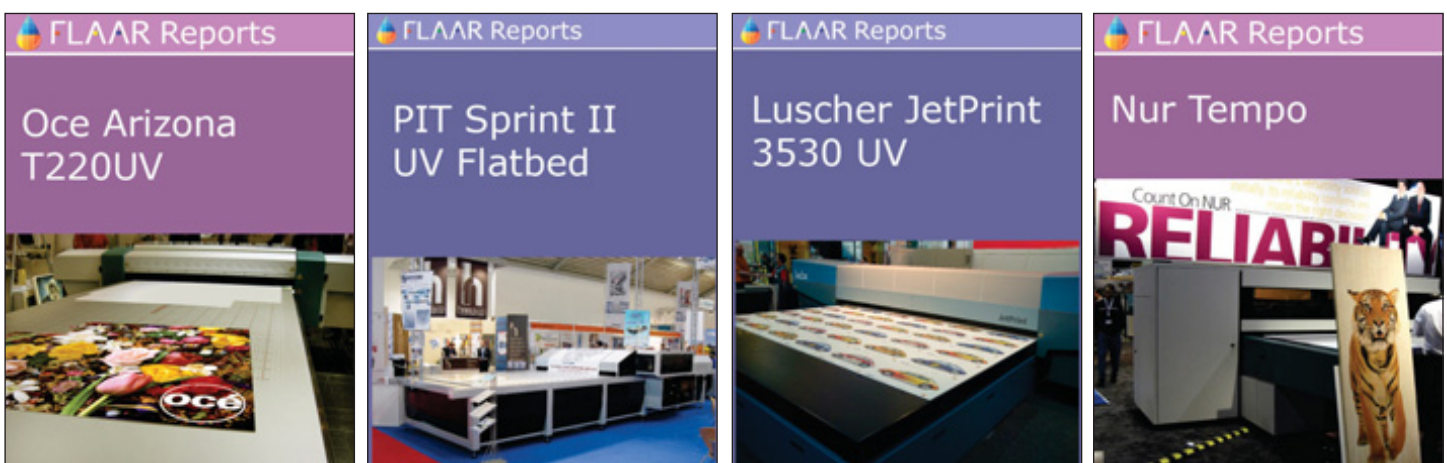 FLAAR Reports
Oce Arizona
T220UV
océ
FLAAR Reports
PIT Sprint II
UV Flatbed
FLAAR Reports
Luscher JetPrint
3530 UV
JetPrint
FLAAR Reports
Nur Tempo
Count On NUR